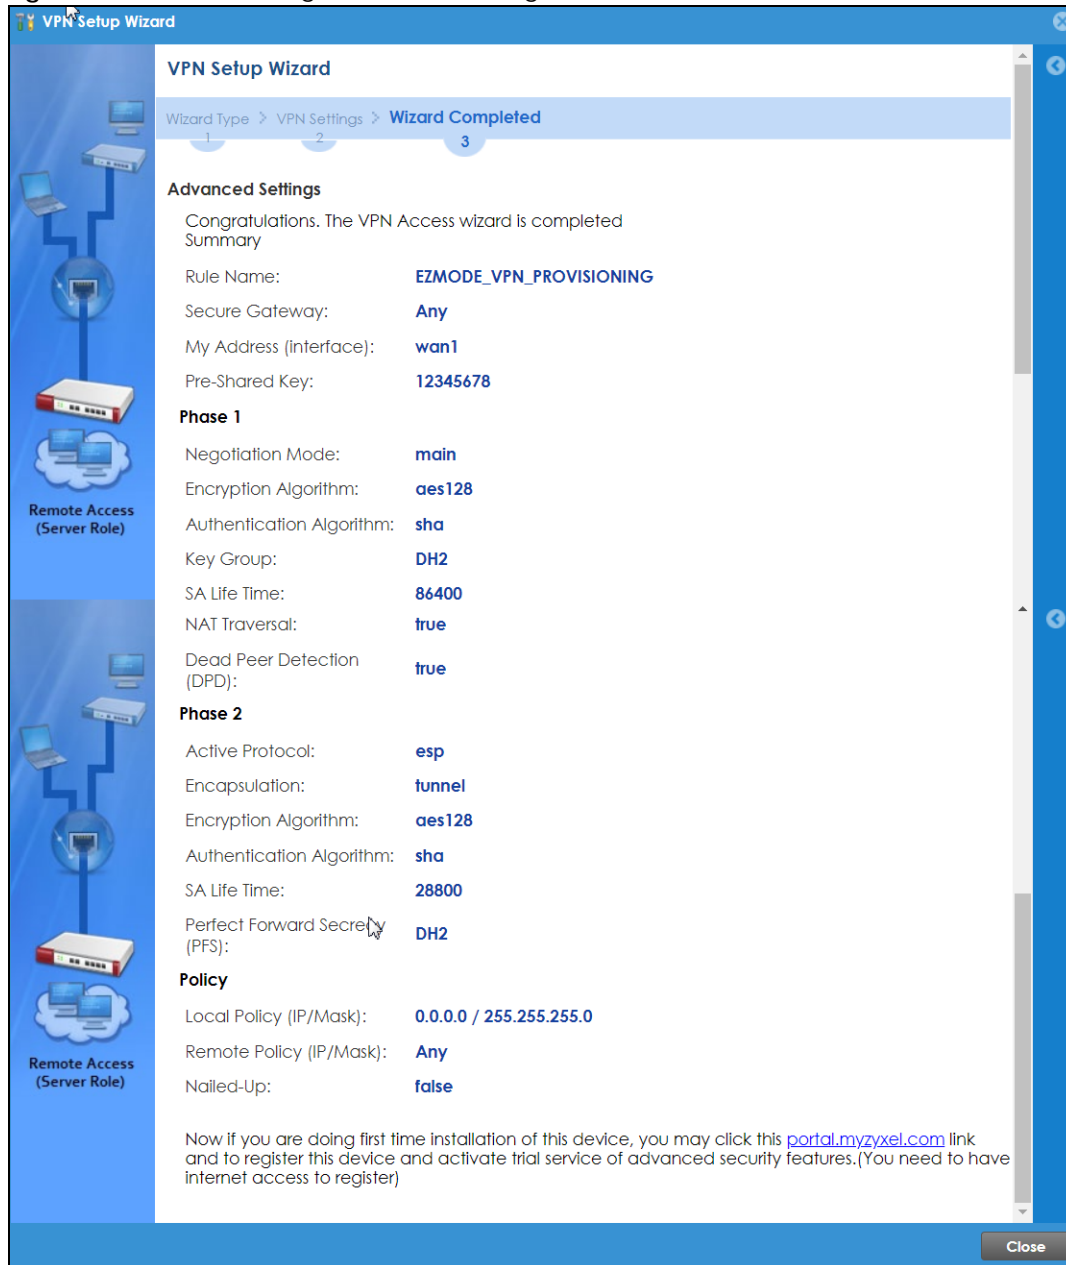 VPN Setup Wizard
VPN Setup Wizard
Wizard Type > VPN Settings > Wizard Completed
1 2 3
Advanced Settings
Congratulations. The VPN Access wizard is completed
Summary
Rule Name: EZMODE_VPN_PROVISIONING
Secure Gateway: Any
My Address (interface): wan1
Pre-Shared Key: 12345678
Phase 1
Negotiation Mode: main
Encryption Algorithm: aes128
Authentication Algorithm: sha
Key Group: DH2
SA Life Time: 86400
NAT Traversal: true
Dead Peer Detection
(DPD): true
Phase 2
Active Protocol: esp
Encapsulation: tunnel
Encryption Algorithm: aes128
Authentication Algorithm: sha
SA Life Time: 28800
Perfect Forward Secrecy
(PFS): DH2
Policy
Local Policy (IP/Mask): 0.0.0.0 / 255.255.255.0
Remote Policy (IP/Mask): Any
Nailed-Up: false
Now if you are doing first time installation of this device, you may click this portal.myzyxel.com link
and to register this device and activate trial service of advanced security features.(You need to have
internet access to register)
Remote Access
(Server Role)
Remote Access
(Server Role)
Close